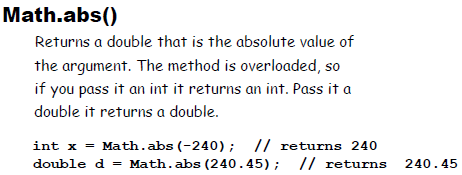 Math.abs()
Returns a double that is the absolute value of
the argument. The method is overloaded, so
if you pass it an int it returns an int. Pass it a
double it returns a double.
int x = Math.abs(-240); // returns 240
double d = Math.abs(240.45); // returns 240.45